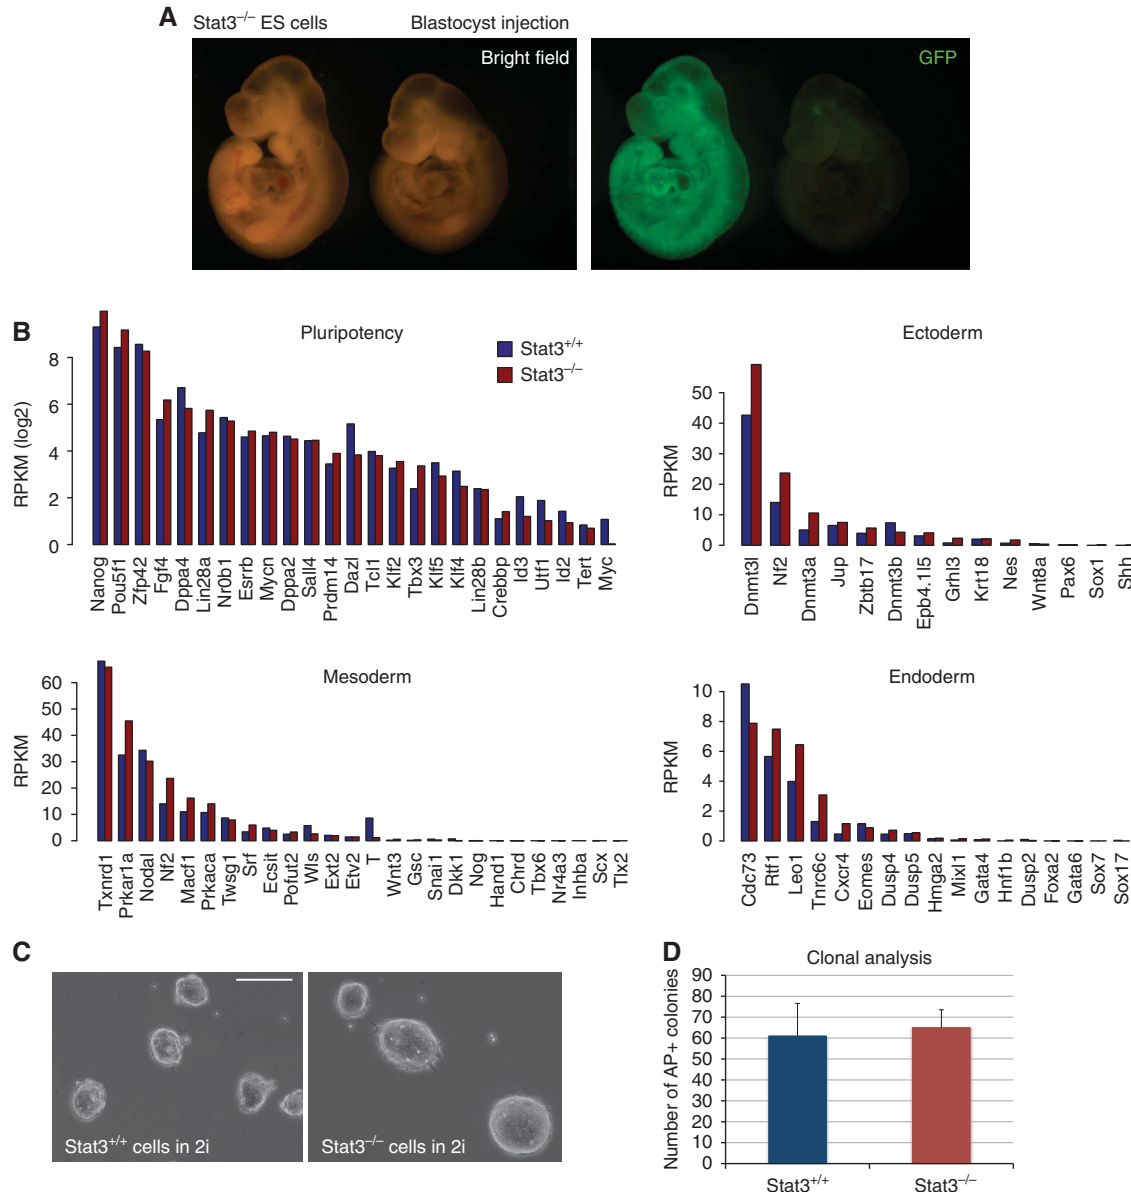 A
Stat3–/– ES cells
Blastocyst injection
Bright field
GFP
B
Pluripotency
Stat3+/+
Stat3–/–
RPKM (log2)
8
6
4
2
0
Nanog
Pou5f1
Zfp42
Fgf4
Dppa4
Lin28a
Nr0b1
Esrrb
Mycn
Dppa2
Sall4
Prdm14
Dazl
Tcl1
Klf2
Tbx3
Klf5
Klf4
Lin28b
Crebbp
Id3
Utf1
Id2
Tert
Myc
Ectoderm
RPKM
50
40
30
20
10
0
Dnmt3l
Nf2
Dnmt3a
Jup
Zbtb17
Dnmt3b
Epb4.1l5
Grhl3
Krt18
Nes
Wnt8a
Pax6
Sox1
Shh
Mesoderm
RPKM
60
50
40
30
20
10
0
Txnrd1
Prkar1a
Nodal
Nf2
Macf1
Prkaca
Twsg1
Srf
Ecsit
Pofut2
Wls
Ext2
Etv2
T
Wnt3
Gsc
Snai1
Dkk1
Nog
Hand1
Chrd
Tbx6
Nr4a3
Inhba
Scx
Tlx2
Endoderm
RPKM
10
8
6
4
2
0
Cdc73
Rtf1
Leo1
Tnrc6c
Cxcr4
Eomes
Dusp4
Dusp5
Hmga2
Mixl1
Gata4
Hnf1b
Dusp2
Foxa2
Gata6
Sox7
Sox17
C
Stat3+/+ cells in 2i
Stat3–/– cells in 2i
D
Clonal analysis
Number of AP+ colonies
90
80
70
60
50
40
30
20
10
0
Stat3+/+
Stat3–/–